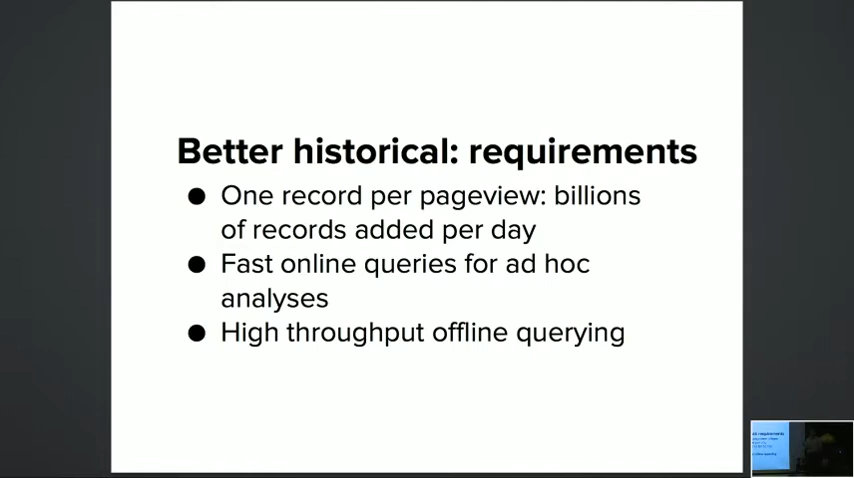 Better historical: requirements
● One record per pageview: billions
of records added per day
● Fast online queries for ad hoc
analyses
● High throughput offline querying